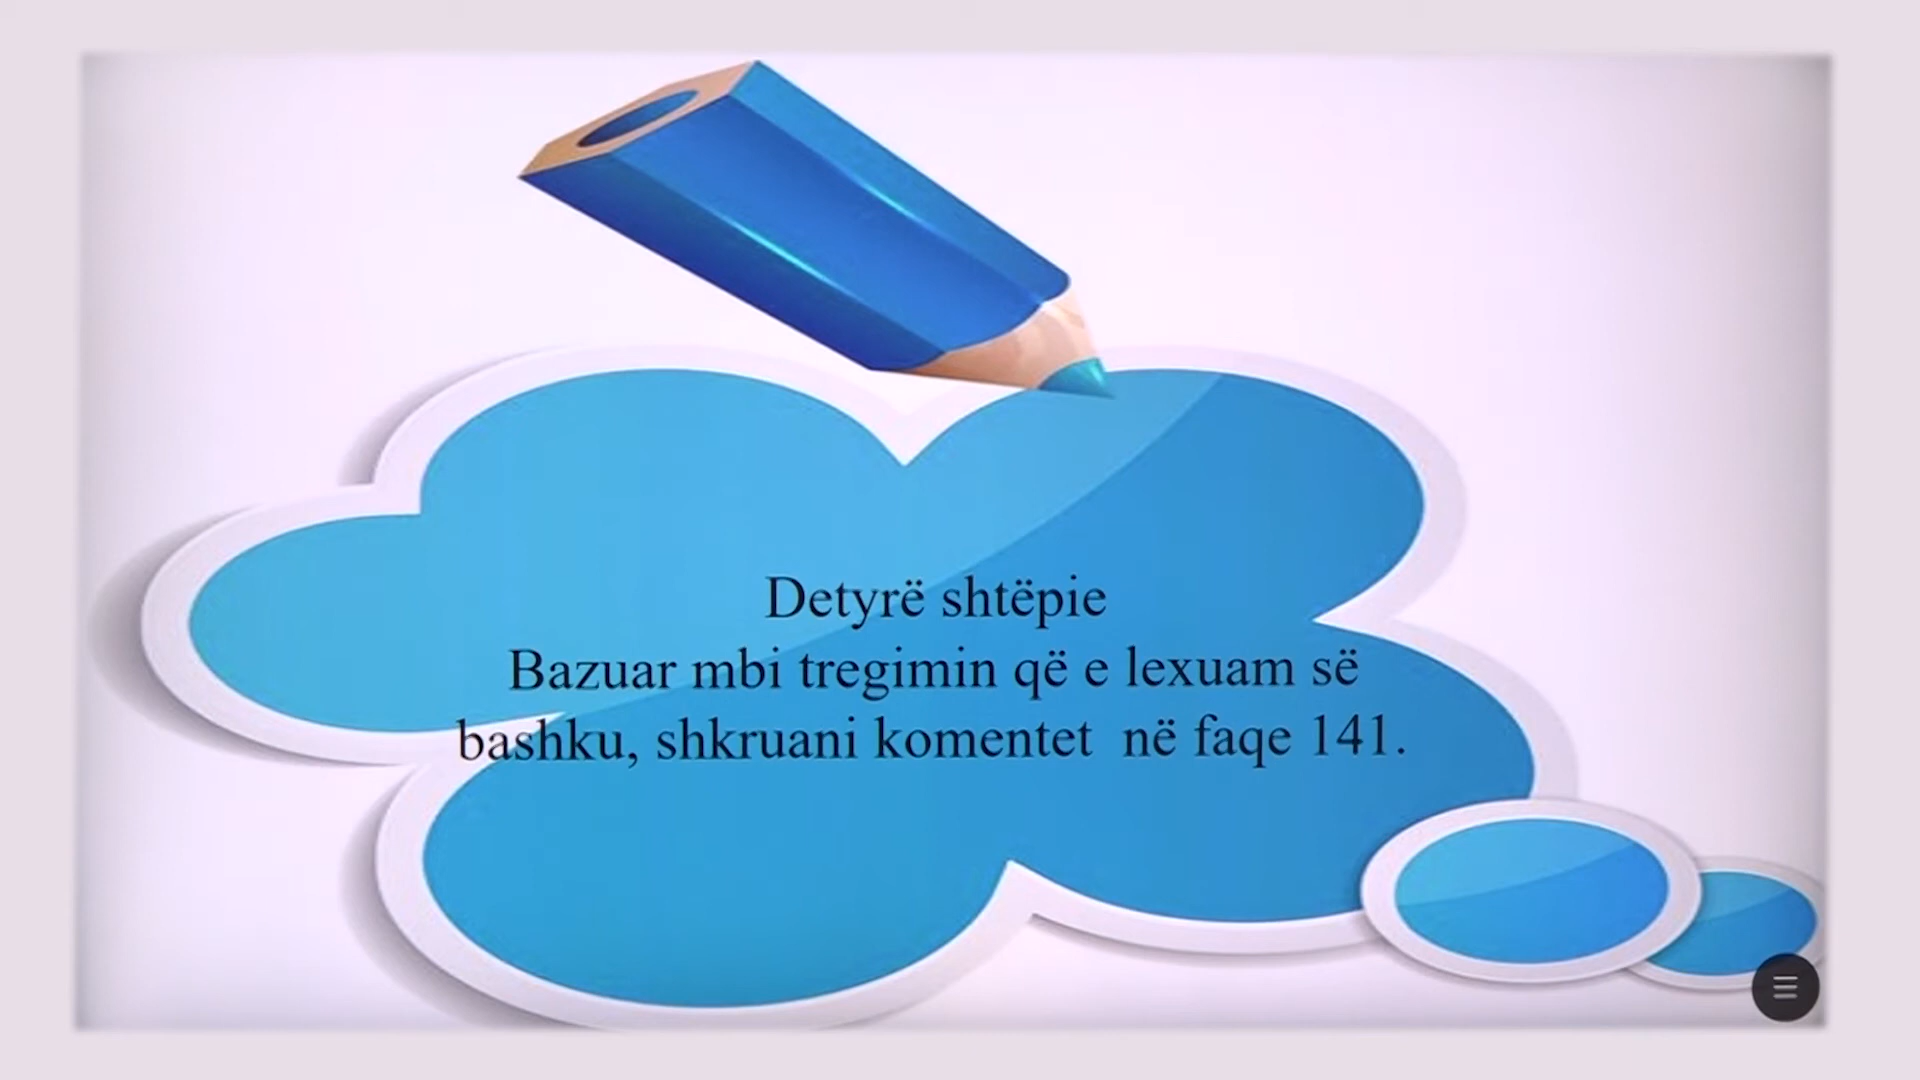 Detyrë shtëpie
Bazuar mbi tregimin që e lexuam së
bashku, shkruani komentet në faqe 141.